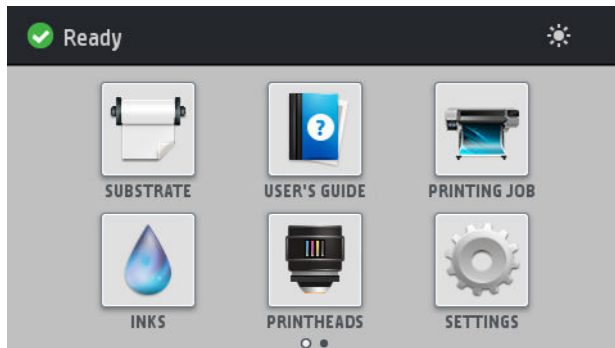 Ready
SUBSTRATE USER'S GUIDE PRINTING JOB
?
INKS PRINTHEADS SETTINGS